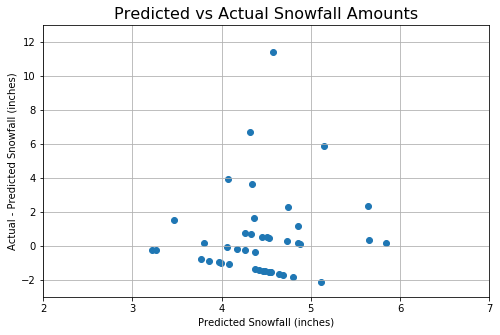 Predicted vs Actual Snowfall Amounts
12
10
8
6
4
2
0
−2
Actual - Predicted Snowfall (inches)
2 3 4 5 6 7
Predicted Snowfall (inches)